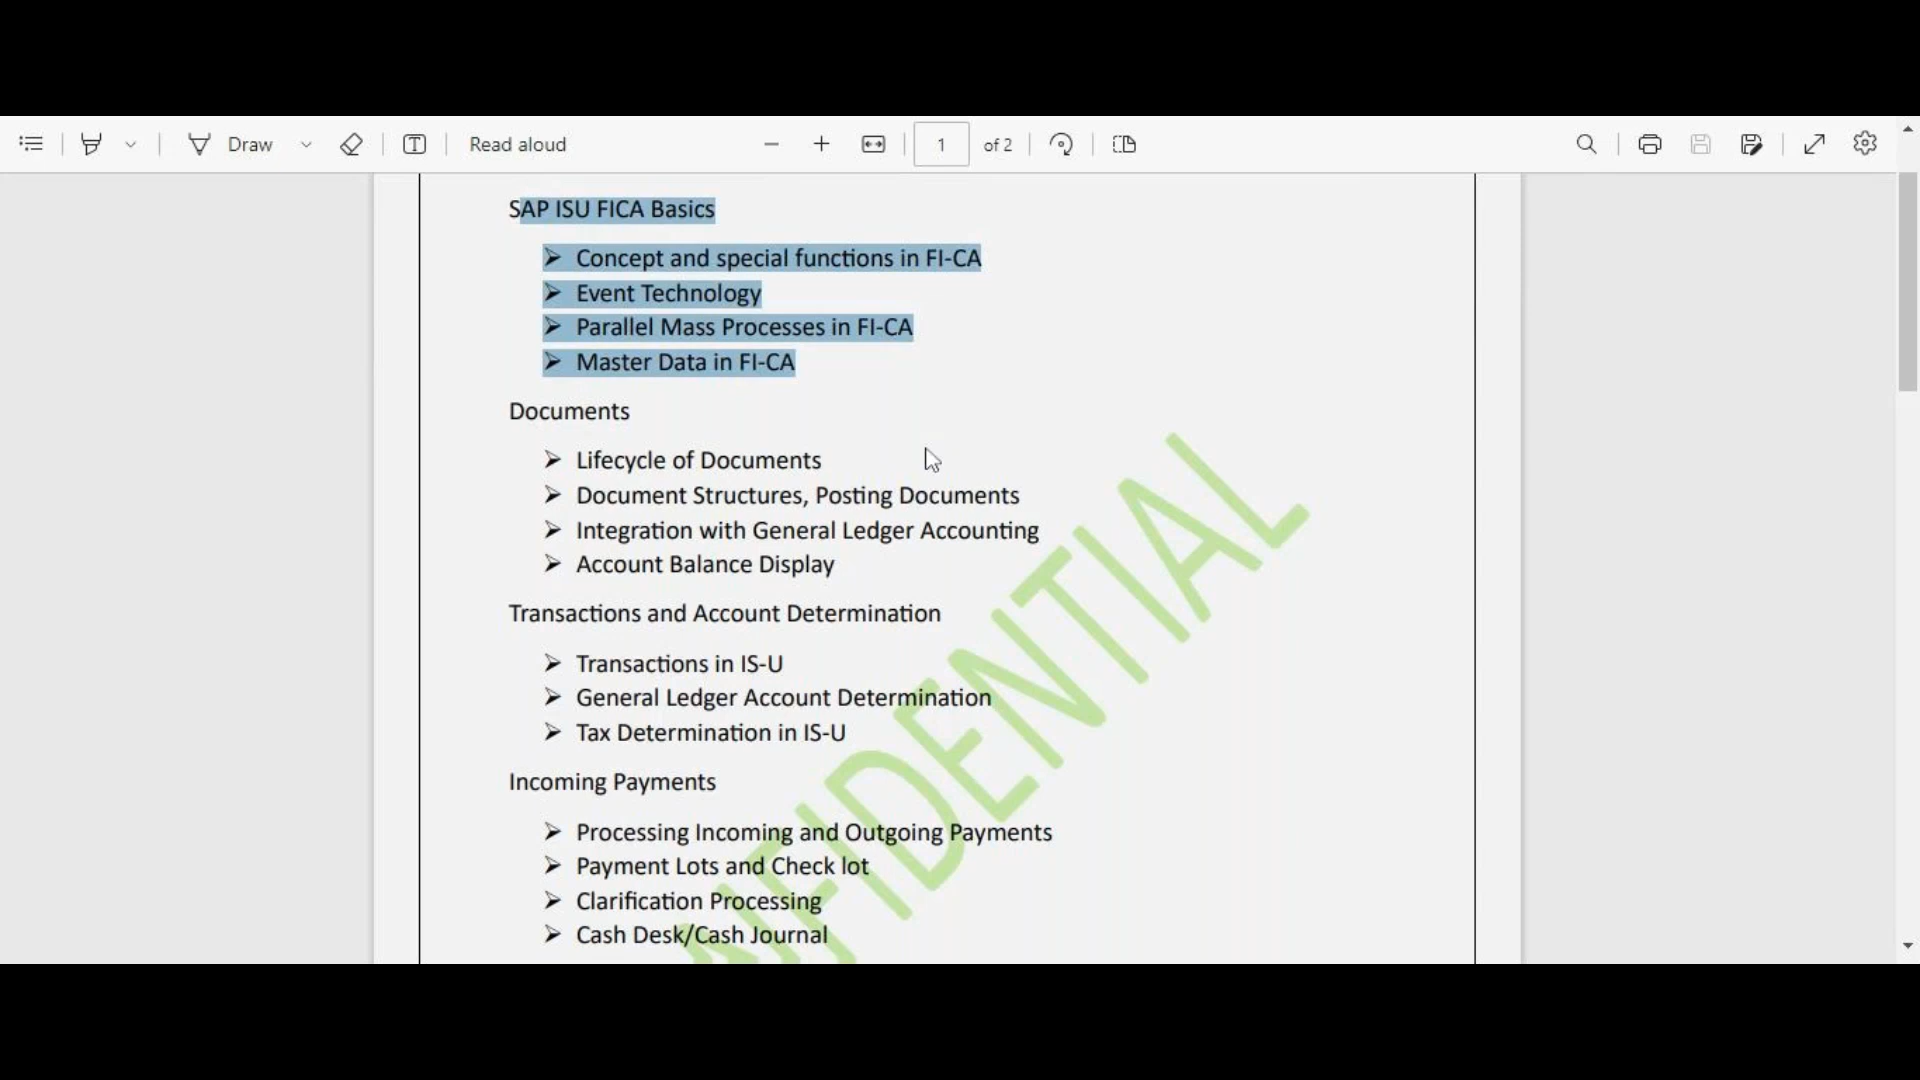 Draw
Read aloud
1 of 2
SAP ISU FICA Basics
➤ Concept and special functions in FI-CA
➤ Event Technology
➤ Parallel Mass Processes in FI-CA
➤ Master Data in FI-CA
Documents
➤ Lifecycle of Documents
➤ Document Structures, Posting Documents
➤ Integration with General Ledger Accounting
➤ Account Balance Display
Transactions and Account Determination
➤ Transactions in IS-U
➤ General Ledger Account Determination
➤ Tax Determination in IS-U
Incoming Payments
➤ Processing Incoming and Outgoing Payments
➤ Payment Lots and Check lot
➤ Clarification Processing
➤ Cash Desk/Cash Journal
NFIDENTIAL